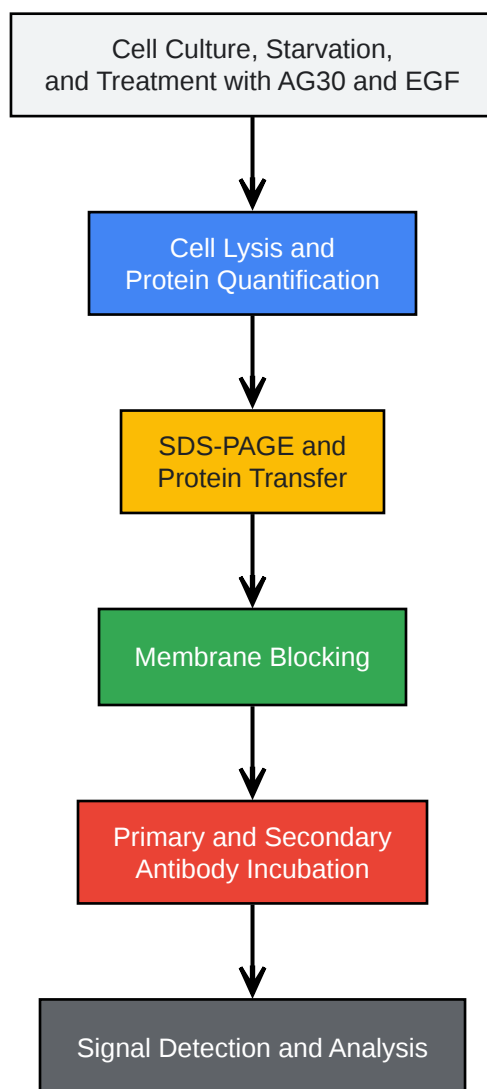 Cell Culture, Starvation,
and Treatment with AG30 and EGF
Cell Lysis and
Protein Quantification
SDS-PAGE and
Protein Transfer
Membrane Blocking
Primary and Secondary
Antibody Incubation
Signal Detection and Analysis